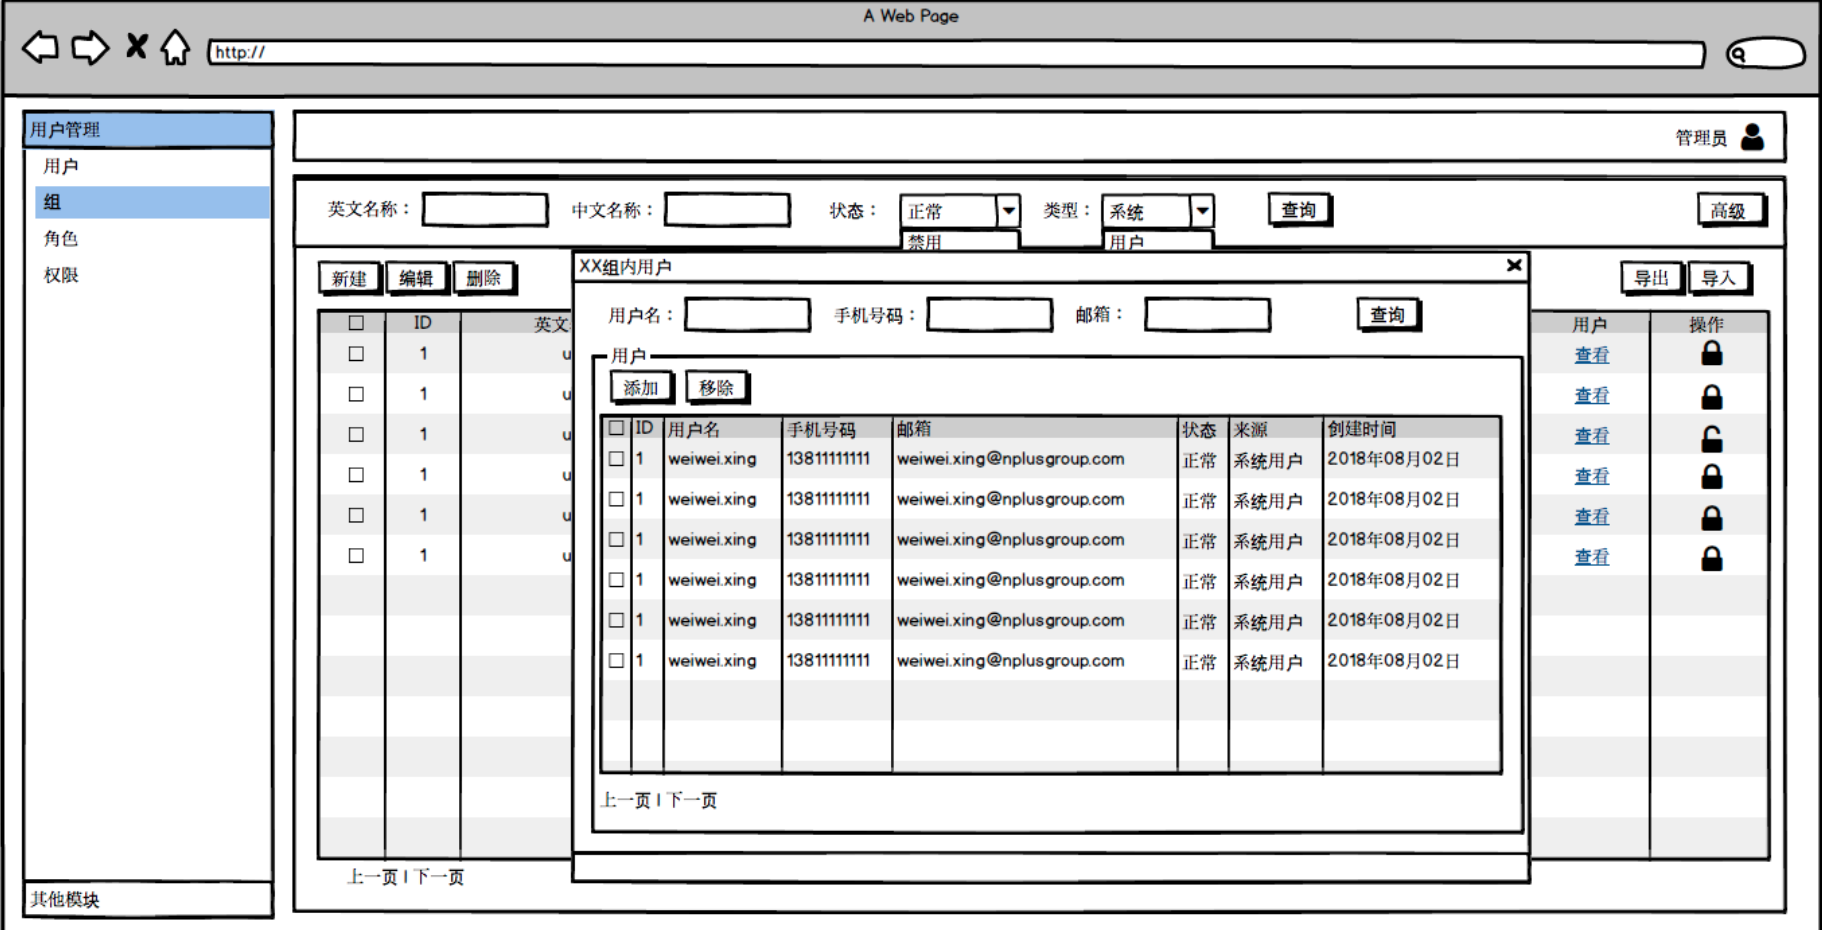 A Web Page
http://
用户管理
用户
组
角色
权限
其他模块
管理员
英文名称： 中文名称： 状态： 正常 类型： 系统 查询 高级
禁用 用户
新建 编辑 删除 导出 导入
ID 英文 用户 操作
1 u 查看
1 u 查看
1 u 查看
1 u 查看
1 u 查看
1 u 查看
上一页 | 下一页
XX组内用户
用户名： 手机号码： 邮箱： 查询
用户
添加 移除
ID 用户名 手机号码 邮箱 状态 来源 创建时间
1 weiwei.xing 13811111111 weiwei.xing@nplusgroup.com 正常 系统用户 2018年08月02日
1 weiwei.xing 13811111111 weiwei.xing@nplusgroup.com 正常 系统用户 2018年08月02日
1 weiwei.xing 13811111111 weiwei.xing@nplusgroup.com 正常 系统用户 2018年08月02日
1 weiwei.xing 13811111111 weiwei.xing@nplusgroup.com 正常 系统用户 2018年08月02日
1 weiwei.xing 13811111111 weiwei.xing@nplusgroup.com 正常 系统用户 2018年08月02日
1 weiwei.xing 13811111111 weiwei.xing@nplusgroup.com 正常 系统用户 2018年08月02日
上一页 | 下一页